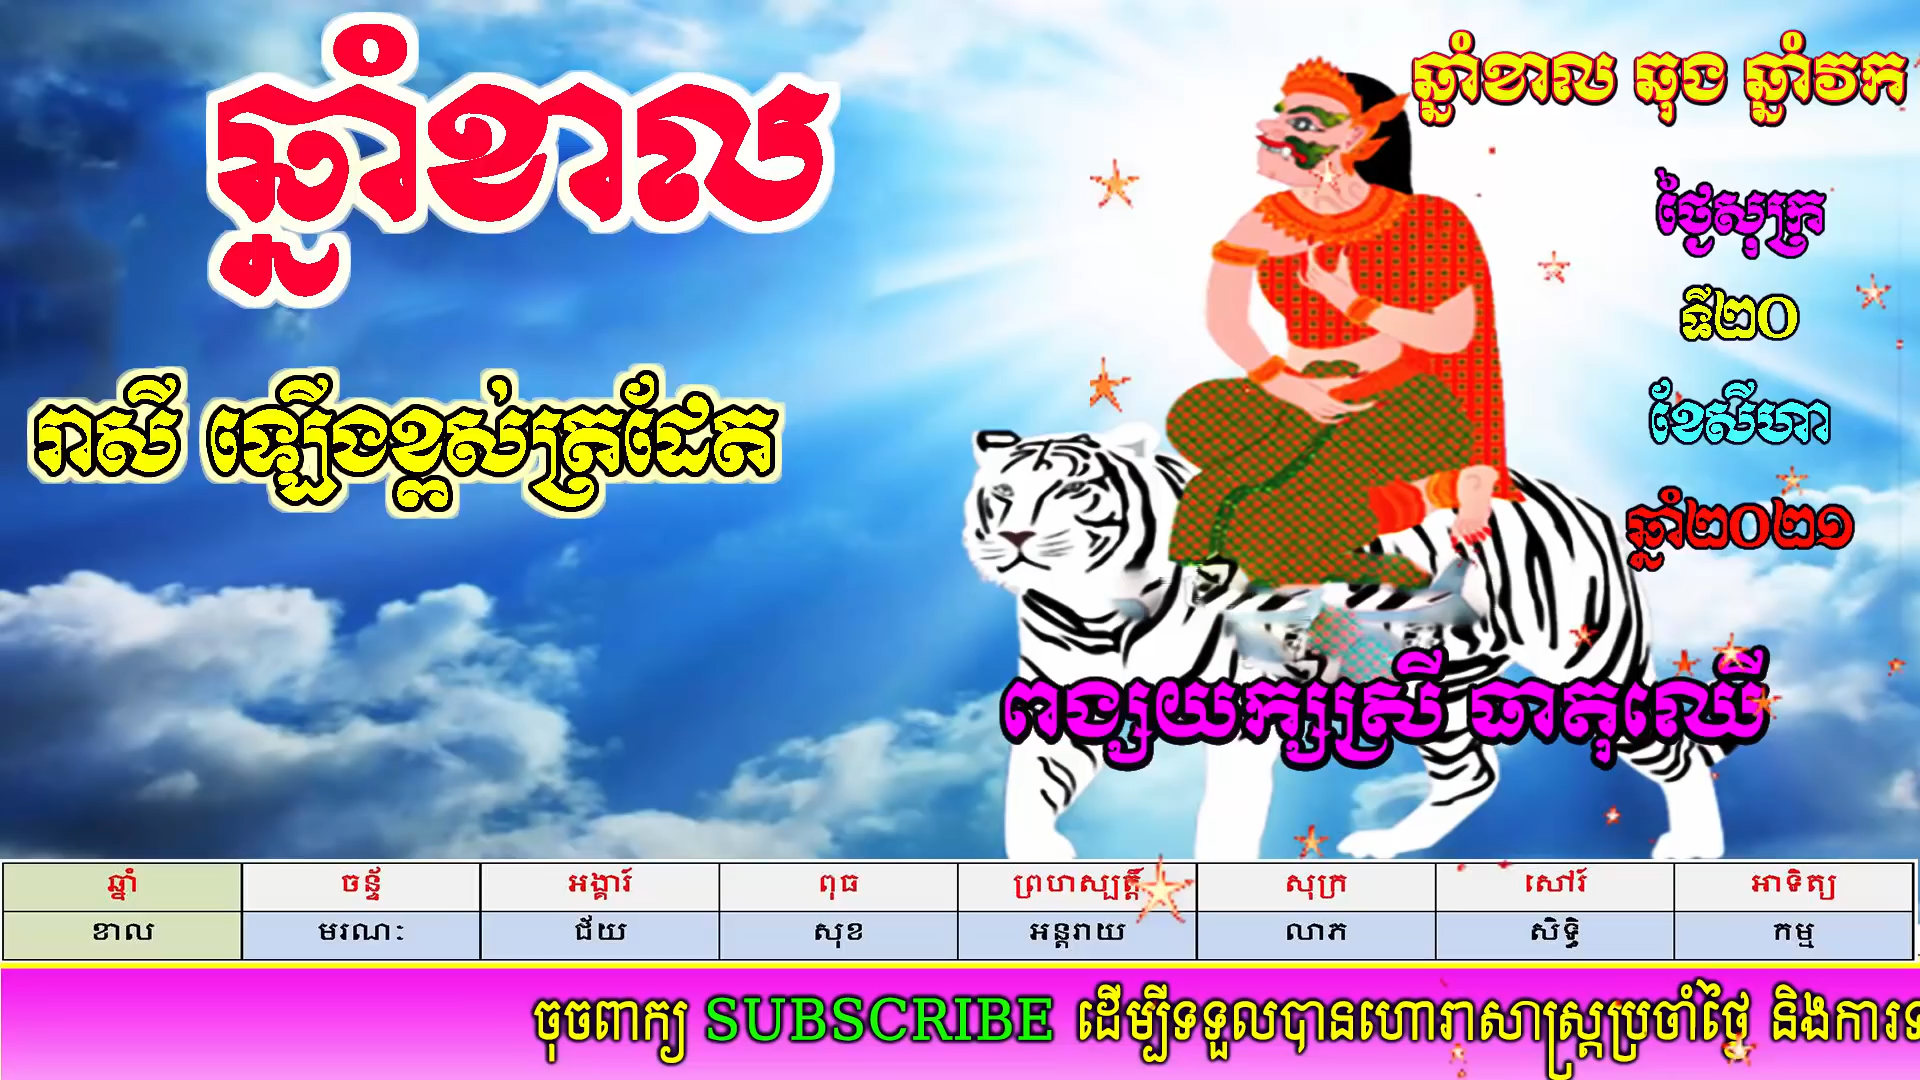 ឆ្នាំខាល
រាសី ឡើងខ្ពស់ត្រដែត
ឆ្នាំខាល ឆុង ឆ្នាំវក
ថ្ងៃសុក្រ
ទី២០
ខែសីហា
ឆ្នាំ២០២១
ពង្សយក្សស្រី ធាតុឈើ
ឆ្នាំ ចន្ទ័ អង្គារ៍ ពុធ ព្រហស្បត្តិ៍ សុក្រ សៅរ៍ អាទិត្យ
ខាល មរណៈ ជ័យ សុខ អន្តរាយ លាភ សិទ្ធិ កម្ម
ចុចពាក្យ SUBSCRIBE ដើម្បីទទួលបានហោរាសាស្ត្រប្រចាំថ្ងៃ និងការទ